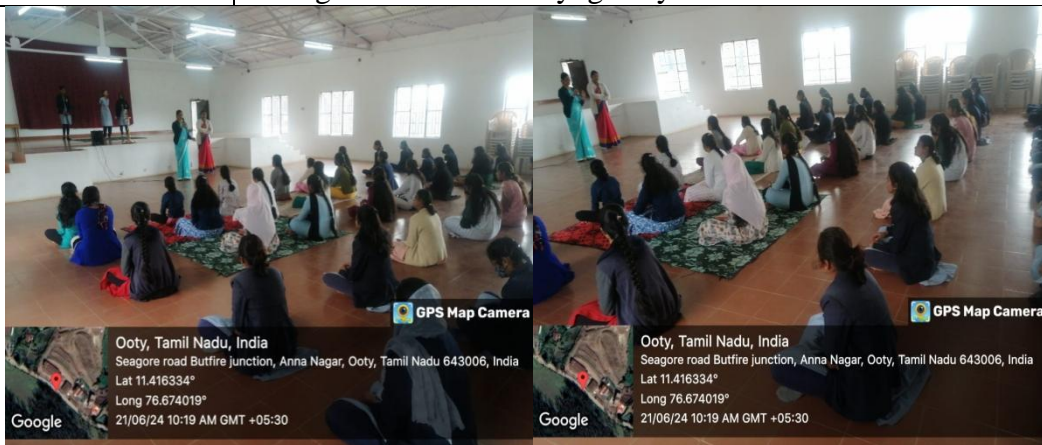 GPS Map Camera
Ooty, Tamil Nadu, India
Seagore road Butfire junction, Anna Nagar, Ooty, Tamil Nadu 643006, India
Lat 11.416334°
Long 76.674019°
21/06/24 10:19 AM GMT +05:30
Google
GPS Map Camera
Ooty, Tamil Nadu, India
Seagore road Butfire junction, Anna Nagar, Ooty, Tamil Nadu 643006, India
Lat 11.416334°
Long 76.674019°
21/06/24 10:19 AM GMT +05:30
Google